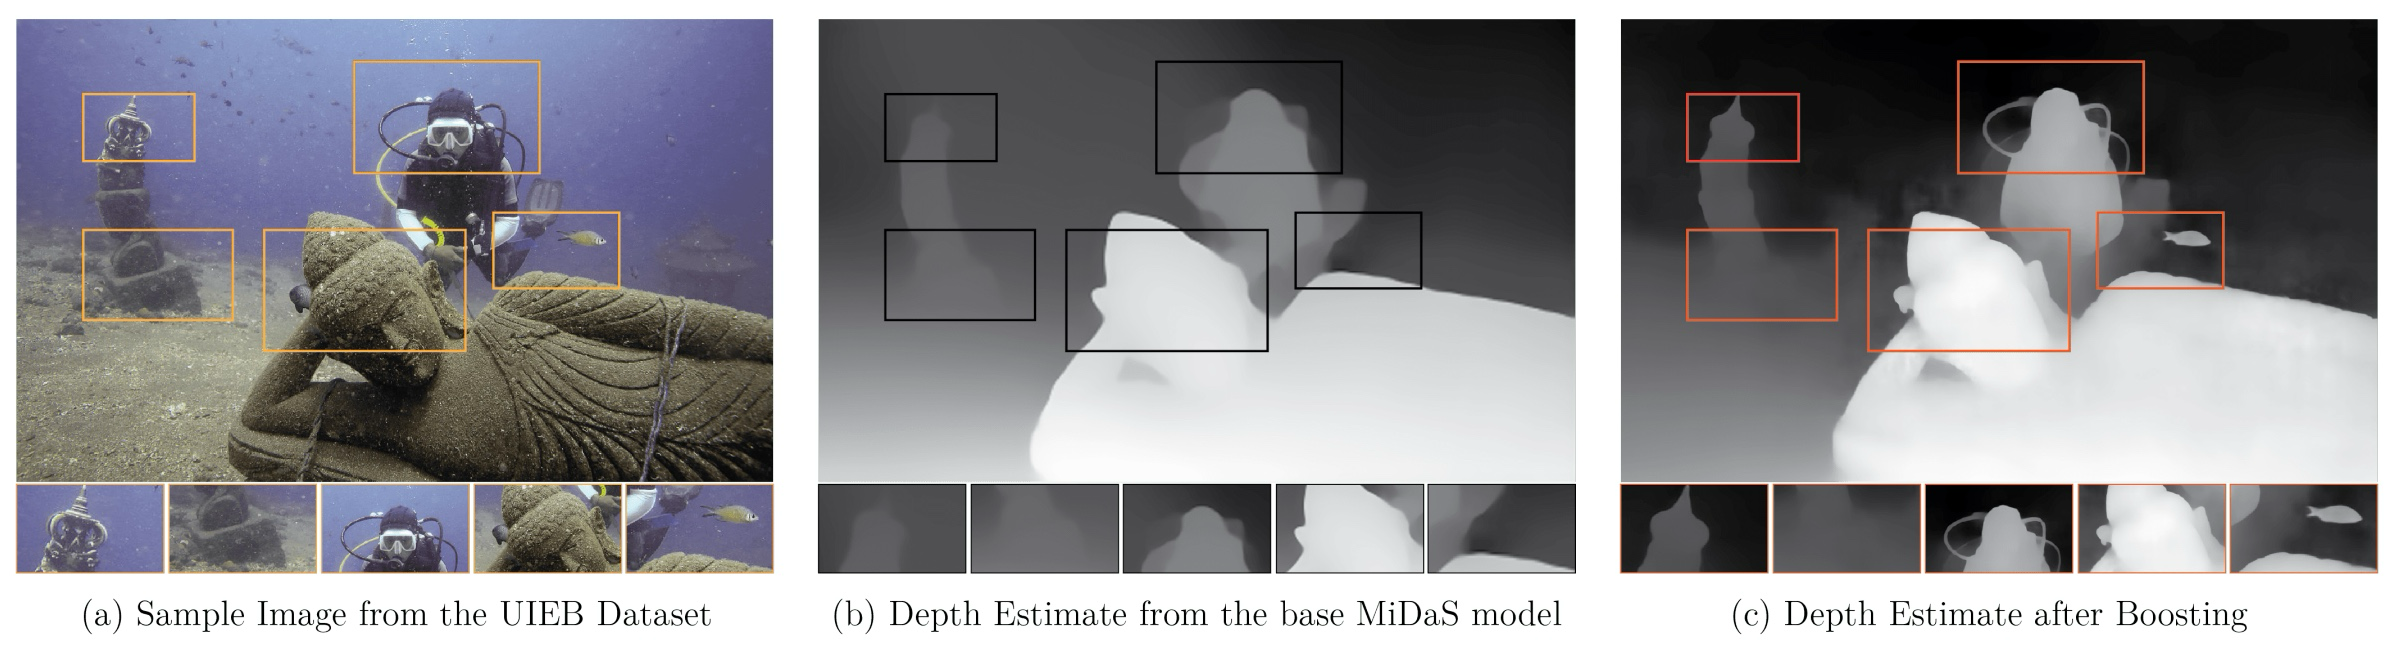 (a) Sample Image from the UIEB Dataset
(b) Depth Estimate from the base MiDaS model
(c) Depth Estimate after Boosting